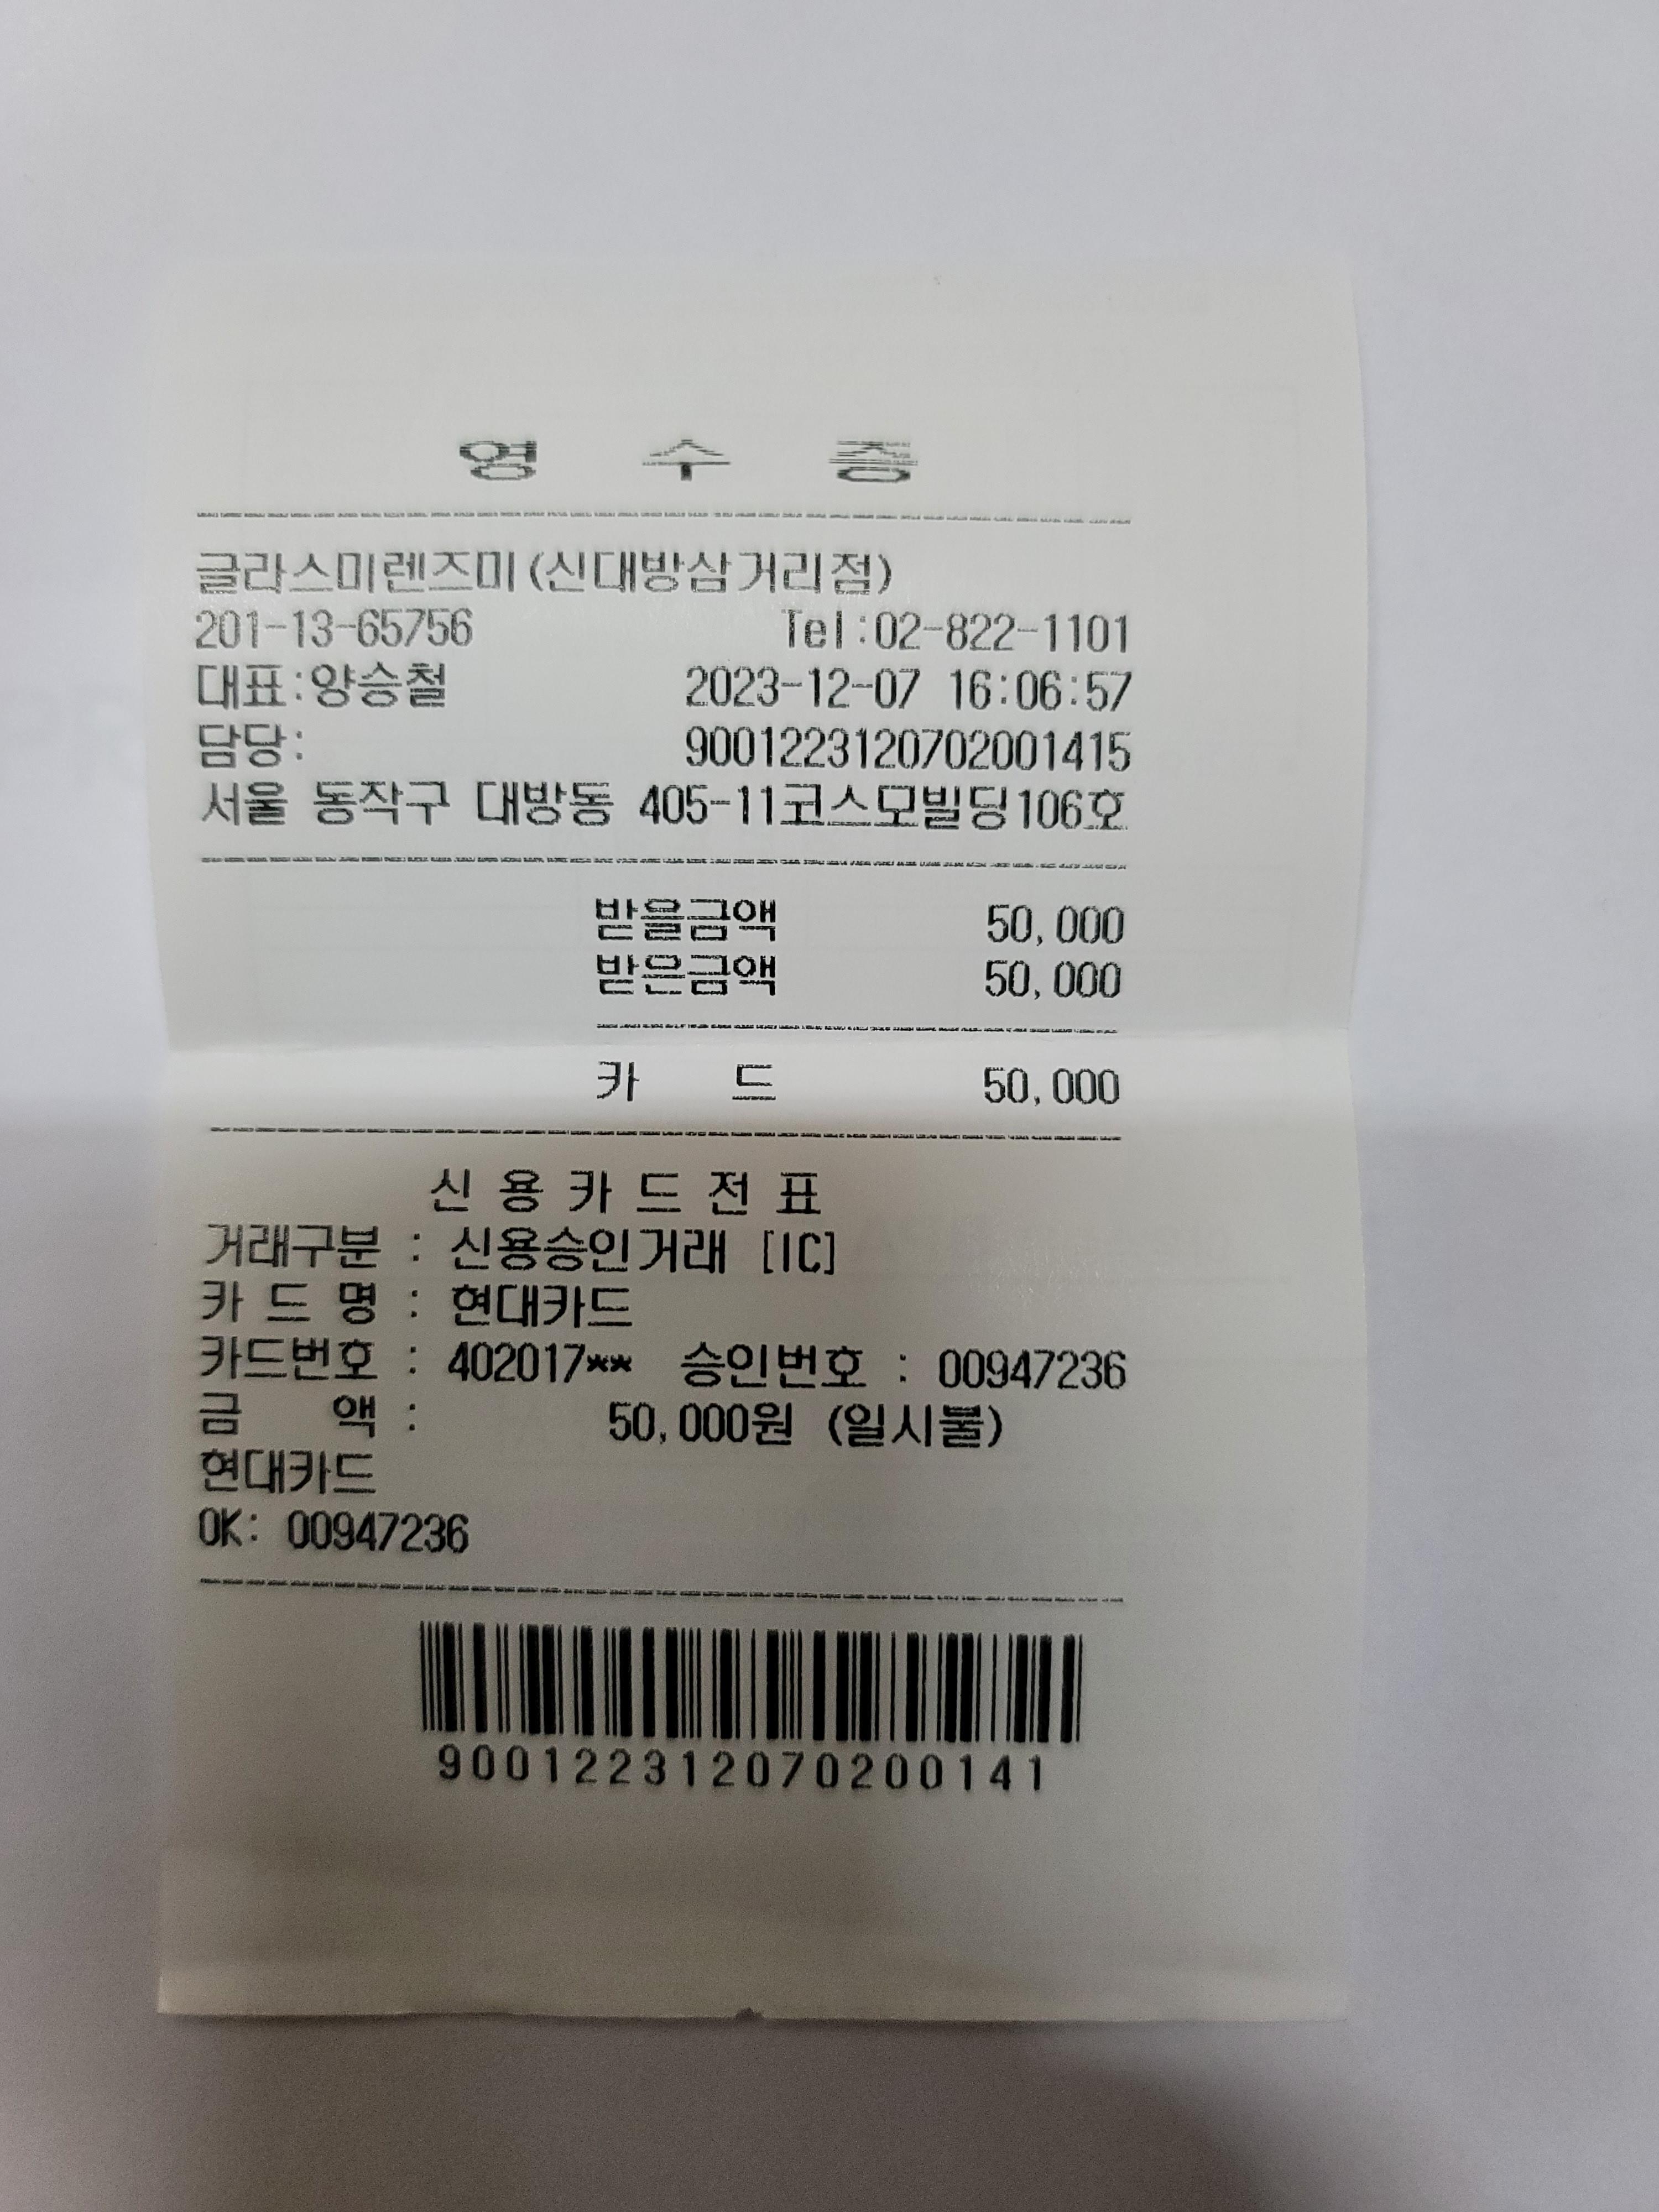 영 수 증
글라스미렌즈미(신대방삼거리점)
201-13-65756 Tel:02-822-1101
대표:양승철 2023-12-07 16:06:57
담당: 9001223120702001415
서울 동작구 대방동 405-11코스모빌딩106호
받을금액 50,000
받은금액 50,000
카 드 50,000
신 용 카 드 전 표
거래구분 : 신용승인거래 [IC]
카 드 명 : 현대카드
카드번호 : 402017** 승인번호 : 00947236
금 액 : 50,000원 (일시불)
현대카드
OK: 00947236
900122312070200141